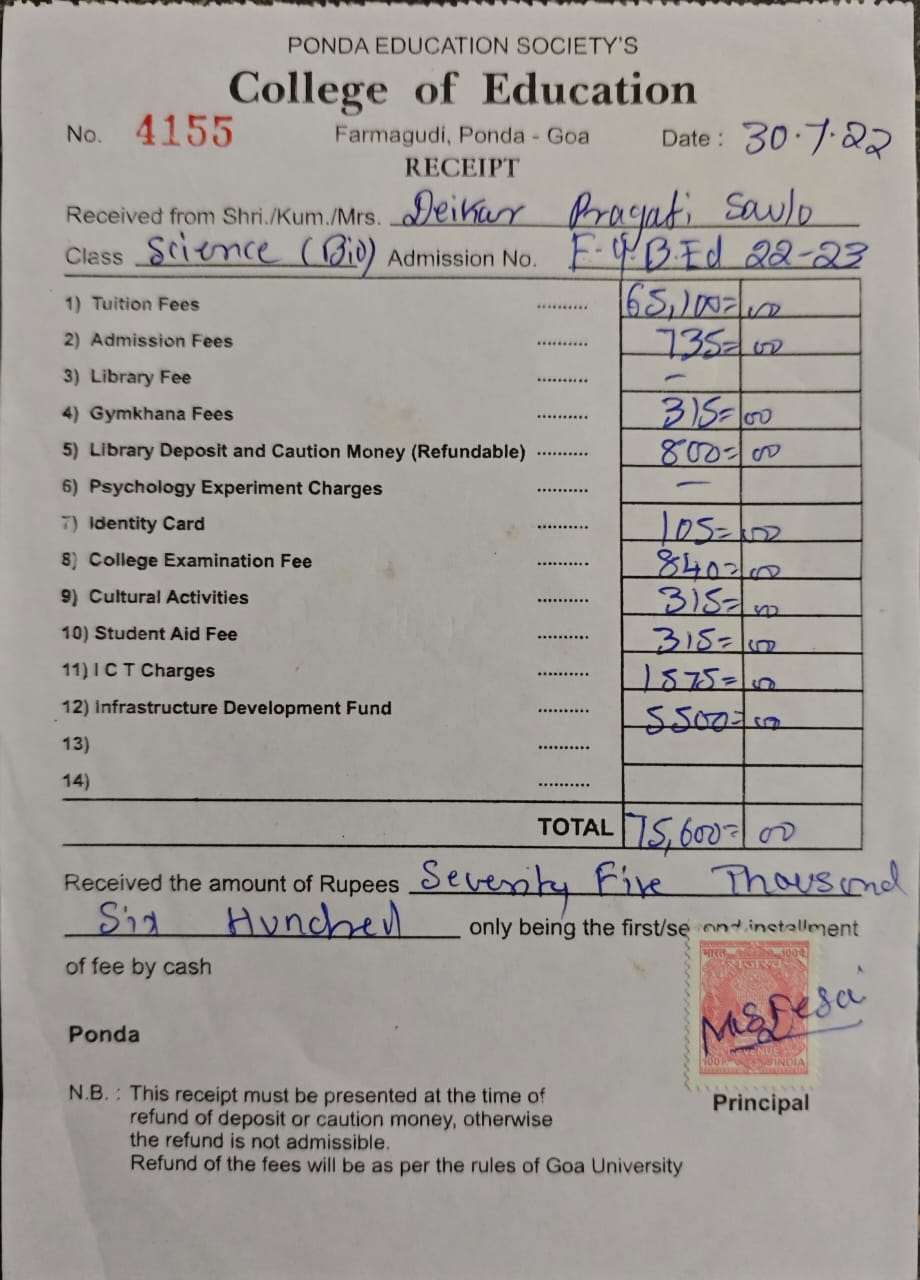 PONDA EDUCATION SOCIETY'S
College of Education
No. 4155 Farmagudi, Ponda - Goa Date : 30.7.22
RECEIPT
Received from Shri./Kum./Mrs. Deikar Pragati Savlo
Class Science (Bio) Admission No. F.Y.B.Ed 22-23
1) Tuition Fees .......... 65,100=00
2) Admission Fees .......... 735=00
3) Library Fee .......... –
4) Gymkhana Fees .......... 315=00
5) Library Deposit and Caution Money (Refundable) .......... 800=00
6) Psychology Experiment Charges .......... –
7) Identity Card .......... 105=00
8) College Examination Fee .......... 840=00
9) Cultural Activities .......... 315=00
10) Student Aid Fee .......... 315=00
11) I C T Charges .......... 1575=00
12) Infrastructure Development Fund .......... 5500=00
13) ..........
14) ..........
TOTAL 75,600=00
Received the amount of Rupees Seventy Five Thousand
Six Hundred only being the first/second installment
of fee by cash
भारत
राजस्व
REVENUE
INDIA
Ponda
Principal
N.B. : This receipt must be presented at the time of
refund of deposit or caution money, otherwise
the refund is not admissible.
Refund of the fees will be as per the rules of Goa University